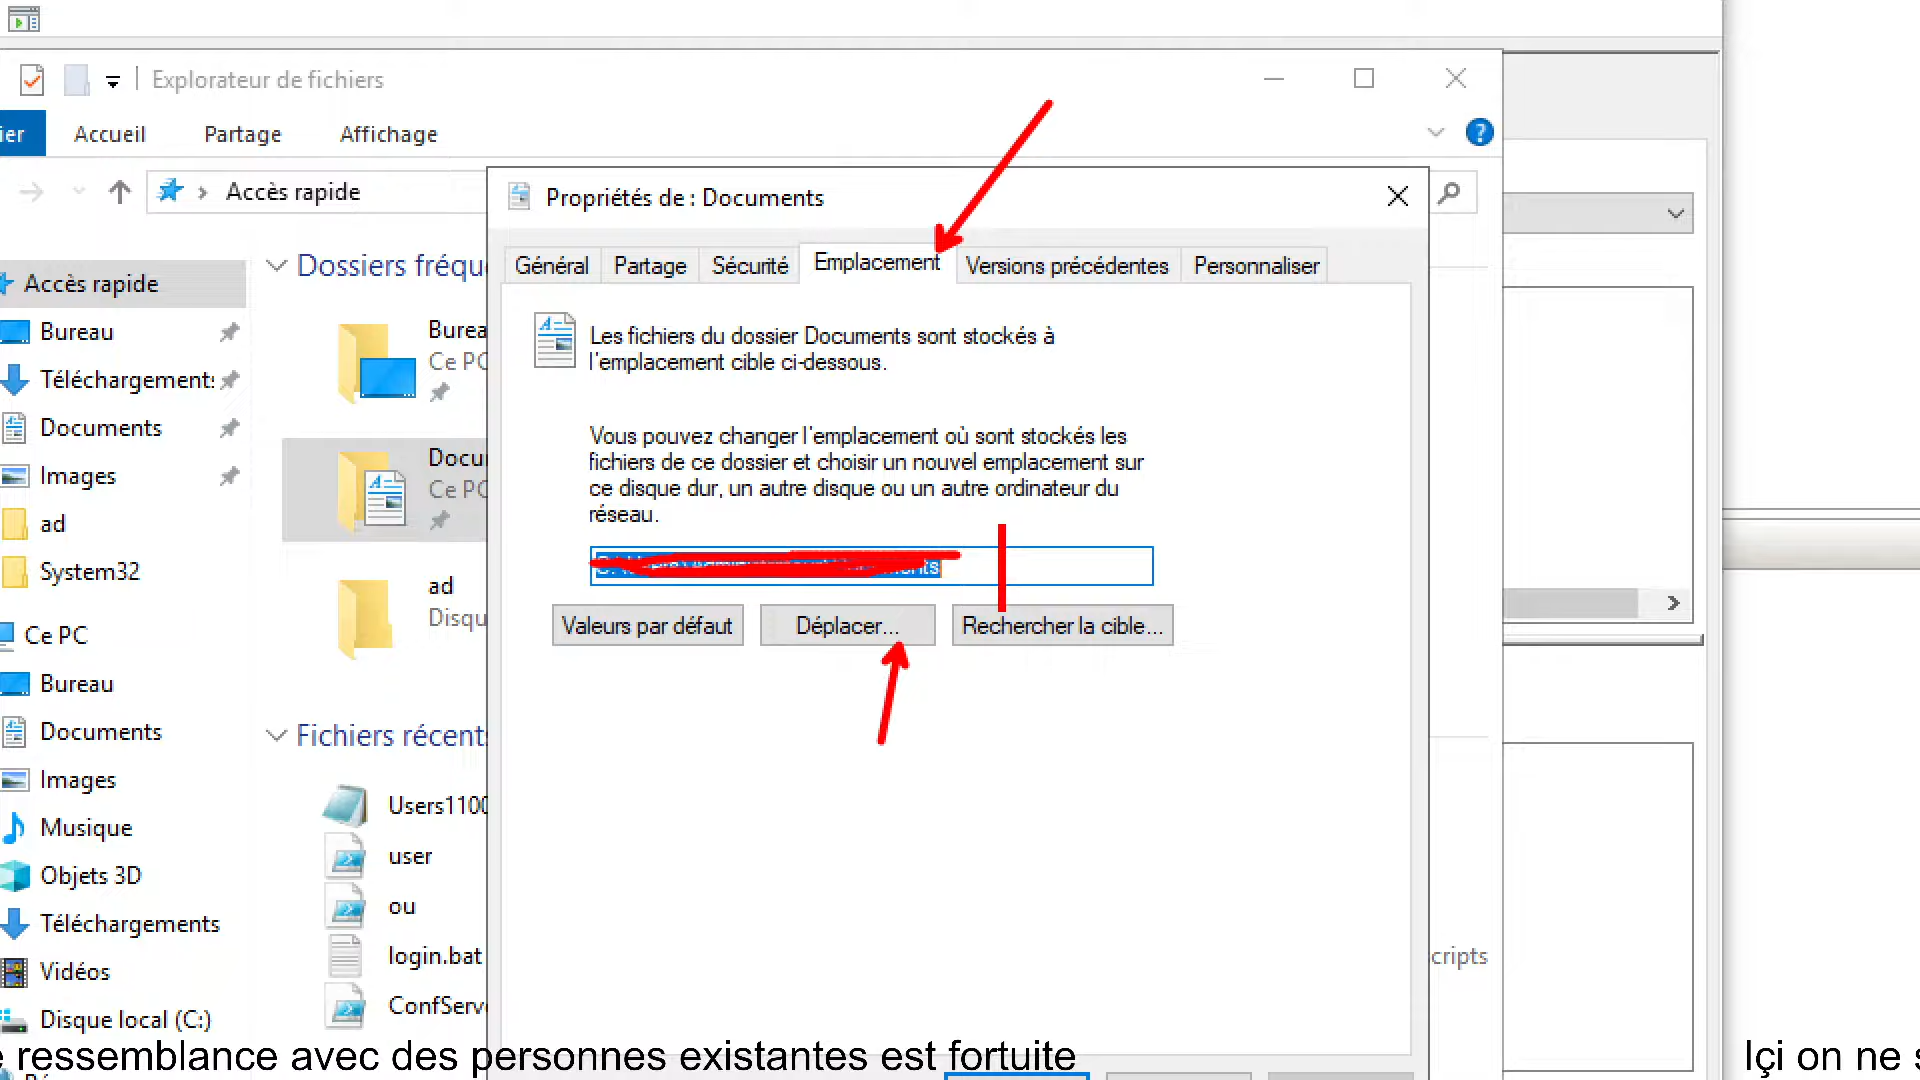 Explorateur de fichiers
ier
Accueil
Partage
Affichage
Accès rapide
Propriétés de : Documents
Général
Partage
Sécurité
Emplacement
Versions précédentes
Personnaliser
Accès rapide
Bureau
Téléchargements
Documents
Images
ad
System32
Ce PC
Bureau
Documents
Images
Musique
Objets 3D
Téléchargements
Vidéos
Disque local (C:)
Dossiers fréqu
Burea
Ce PC
Docu
Ce PC
ad
Disqu
Fichiers récents
Users1100
user
ou
login.bat
ConfServ
Les fichiers du dossier Documents sont stockés à
l'emplacement cible ci-dessous.
Vous pouvez changer l'emplacement où sont stockés les
fichiers de ce dossier et choisir un nouvel emplacement sur
ce disque dur, un autre disque ou un autre ordinateur du
réseau.
Valeurs par défaut
Déplacer...
Rechercher la cible...
cripts
ressemblance avec des personnes existantes est fortuite
Içi on ne s